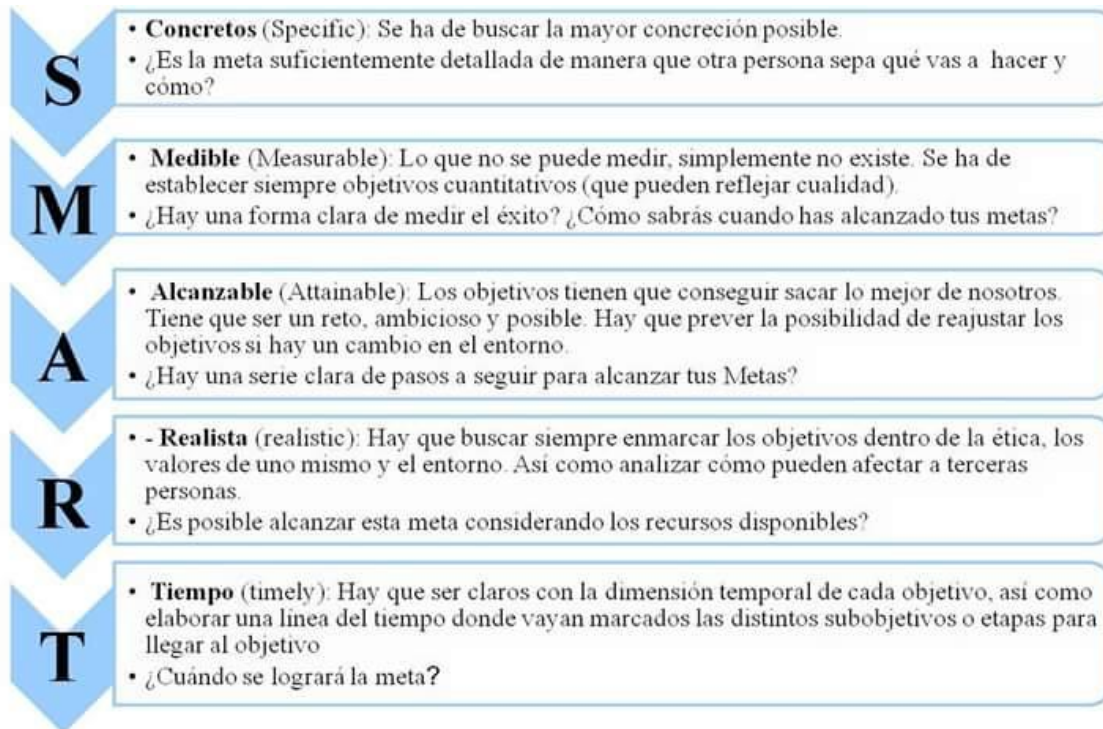 S
• Concretos (Specific): Se ha de buscar la mayor concreción posible.
• ¿Es la meta suficientemente detallada de manera que otra persona sepa qué vas a hacer y
cómo?
M
• Medible (Measurable): Lo que no se puede medir, simplemente no existe. Se ha de
establecer siempre objetivos cuantitativos (que pueden reflejar cualidad).
• ¿Hay una forma clara de medir el éxito? ¿Cómo sabrás cuando has alcanzado tus metas?
A
• Alcanzable (Attainable): Los objetivos tienen que conseguir sacar lo mejor de nosotros.
Tiene que ser un reto, ambicioso y posible. Hay que prever la posibilidad de reajustar los
objetivos si hay un cambio en el entorno.
• ¿Hay una serie clara de pasos a seguir para alcanzar tus Metas?
R
• - Realista (realistic): Hay que buscar siempre enmarcar los objetivos dentro de la ética, los
valores de uno mismo y el entorno. Así como analizar cómo pueden afectar a terceras
personas.
• ¿Es posible alcanzar esta meta considerando los recursos disponibles?
T
• Tiempo (timely): Hay que ser claros con la dimensión temporal de cada objetivo, así como
elaborar una línea del tiempo donde vayan marcados las distintos subobjetivos o etapas para
llegar al objetivo
• ¿Cuándo se logrará la meta?